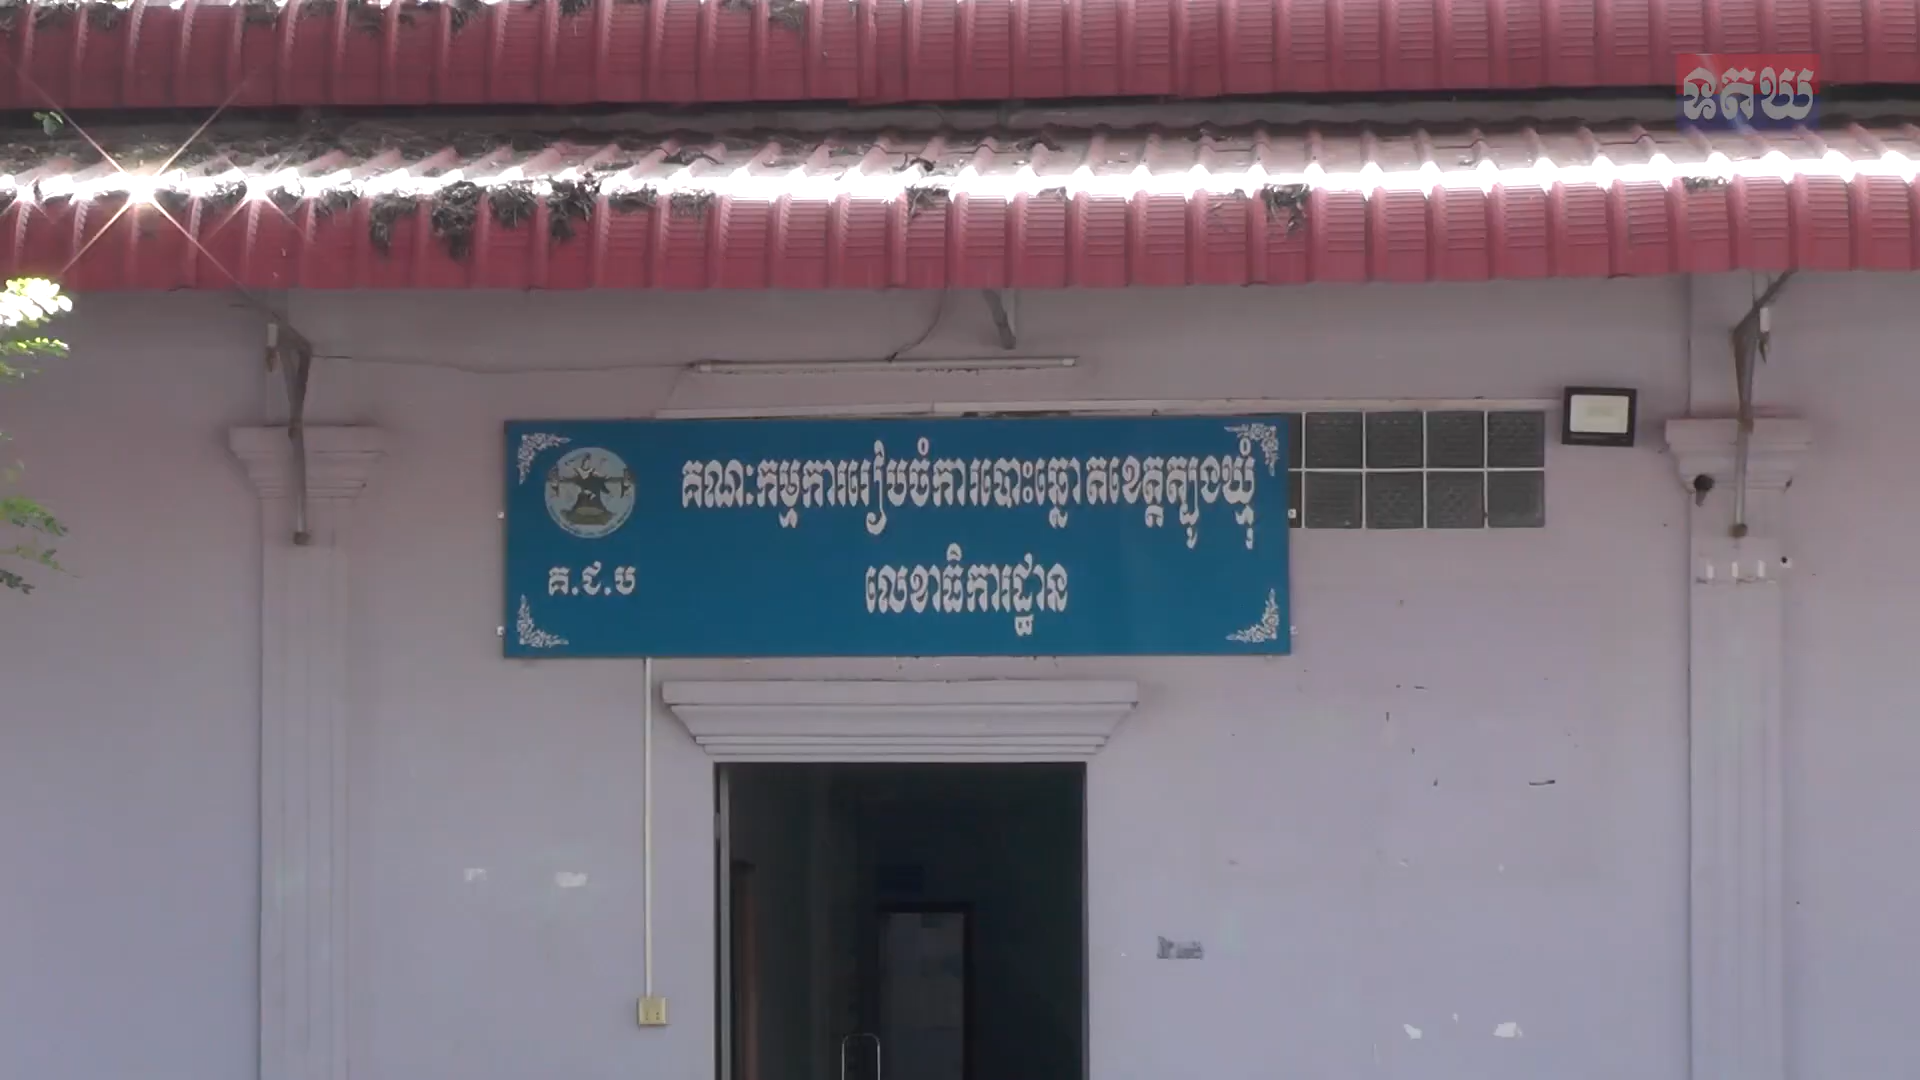 ឧតឃ
គណៈកម្មការរៀបចំការបោះឆ្នោតខេត្តត្បូងឃ្មុំ
គ.ជ.ប
លេខាធិការដ្ឋាន